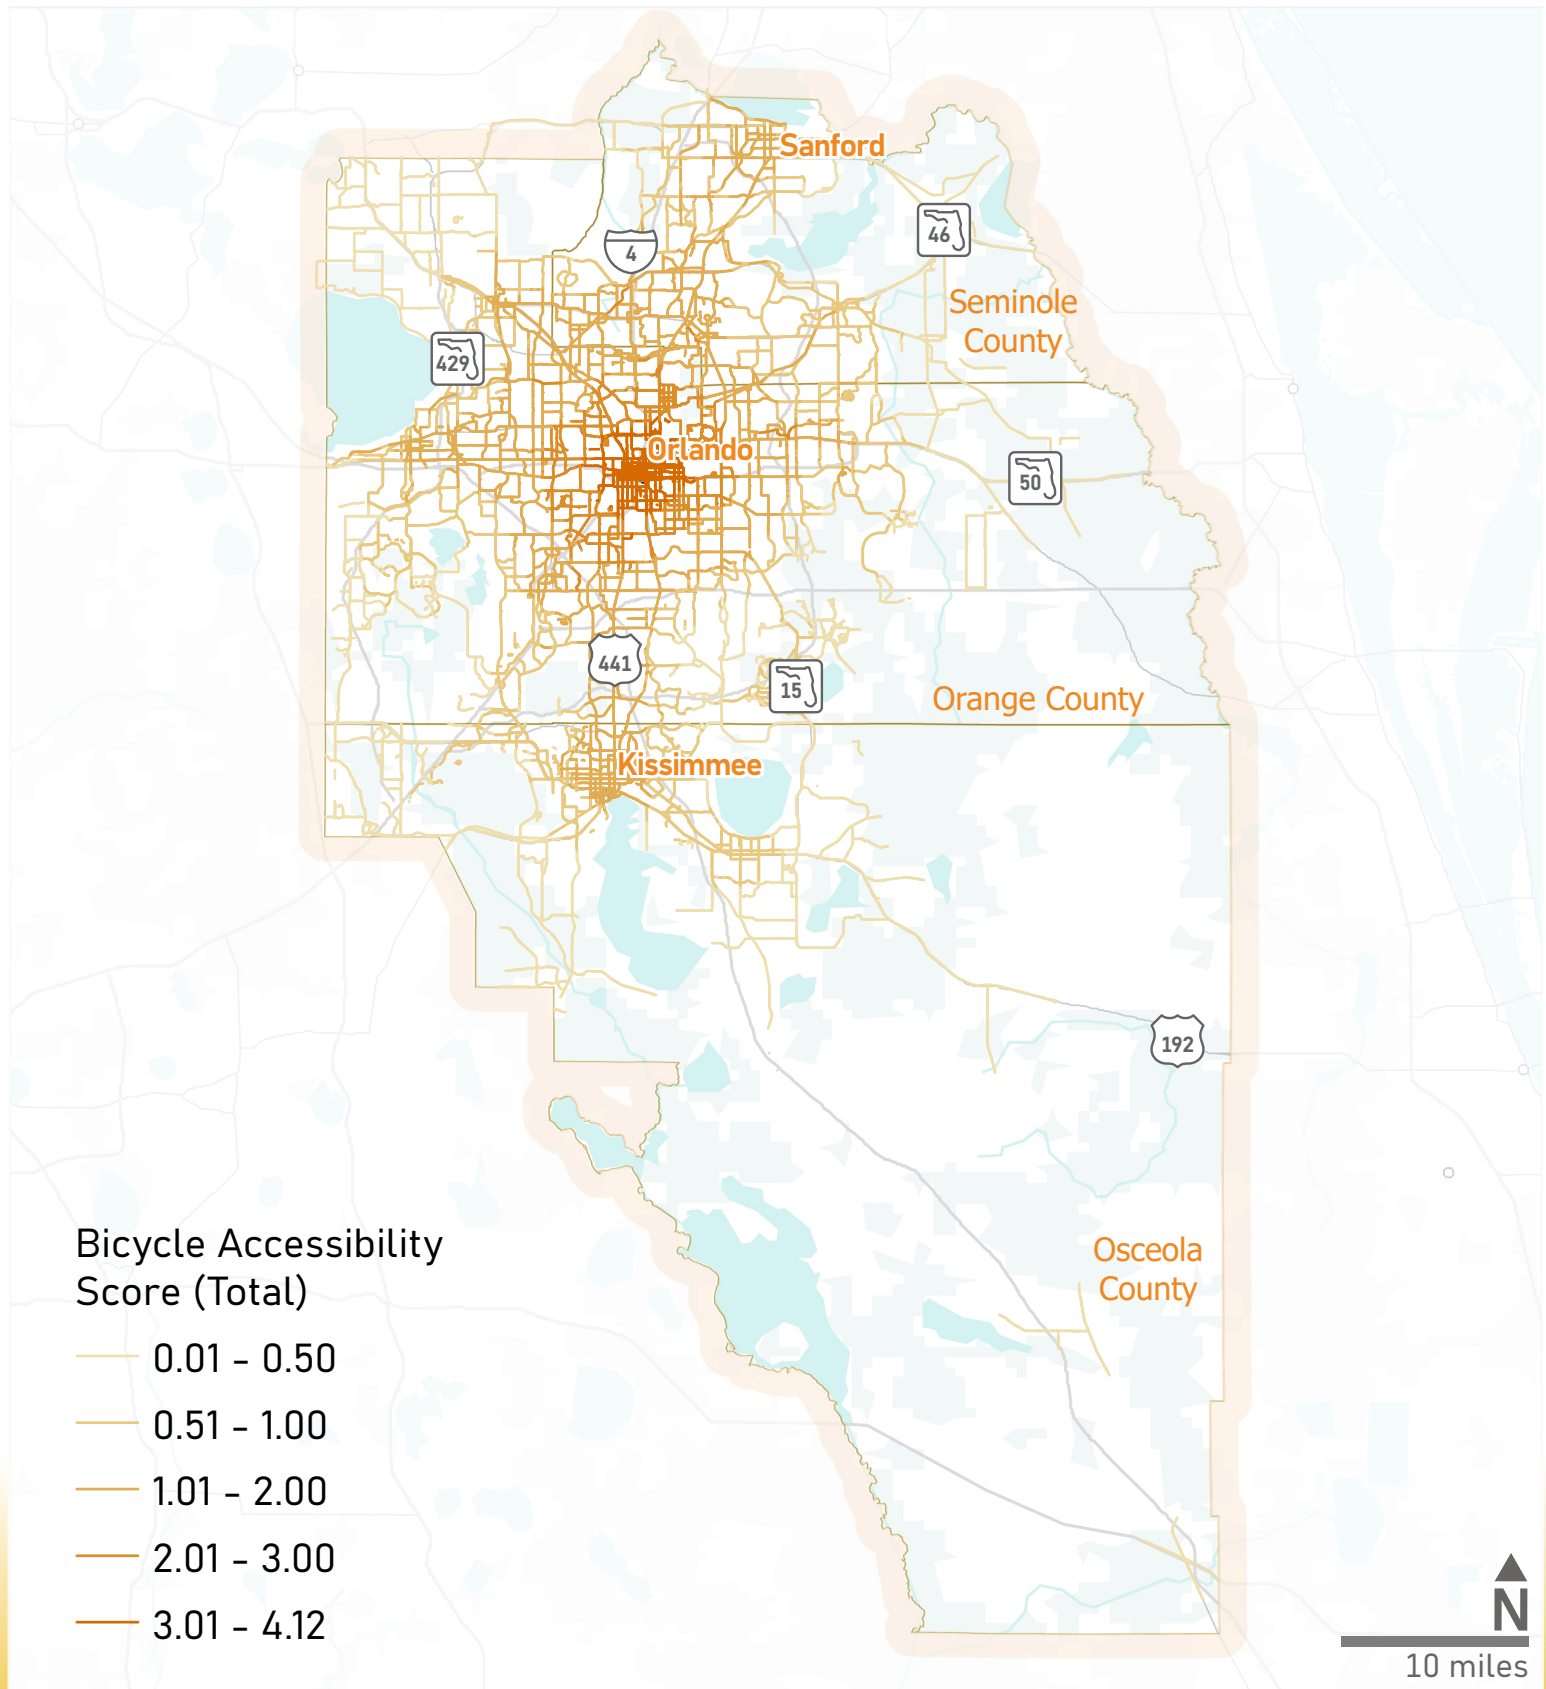 Sanford
46
4
Seminole
County
429
Orlando
50
441
15
Orange County
Kissimmee
192
Osceola
County
Bicycle Accessibility
Score (Total)
0.01 - 0.50
0.51 - 1.00
1.01 - 2.00
2.01 - 3.00
3.01 - 4.12
N
10 miles